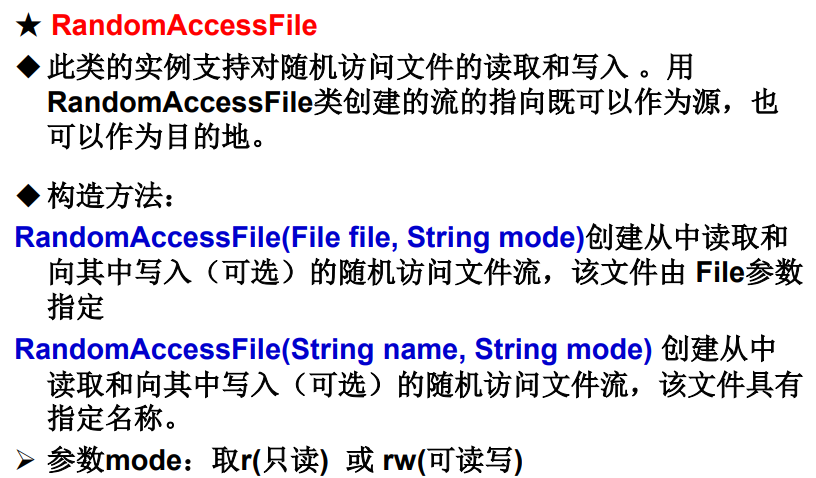 ★ RandomAccessFile
◆ 此类的实例支持对随机访问文件的读取和写入 。用
RandomAccessFile类创建的流的指向既可以作为源，也
可以作为目的地。
◆ 构造方法：
RandomAccessFile(File file, String mode)创建从中读取和
向其中写入（可选）的随机访问文件流，该文件由 File参数
指定
RandomAccessFile(String name, String mode) 创建从中
读取和向其中写入（可选）的随机访问文件流，该文件具有
指定名称。
➢ 参数mode：取r(只读) 或 rw(可读写)